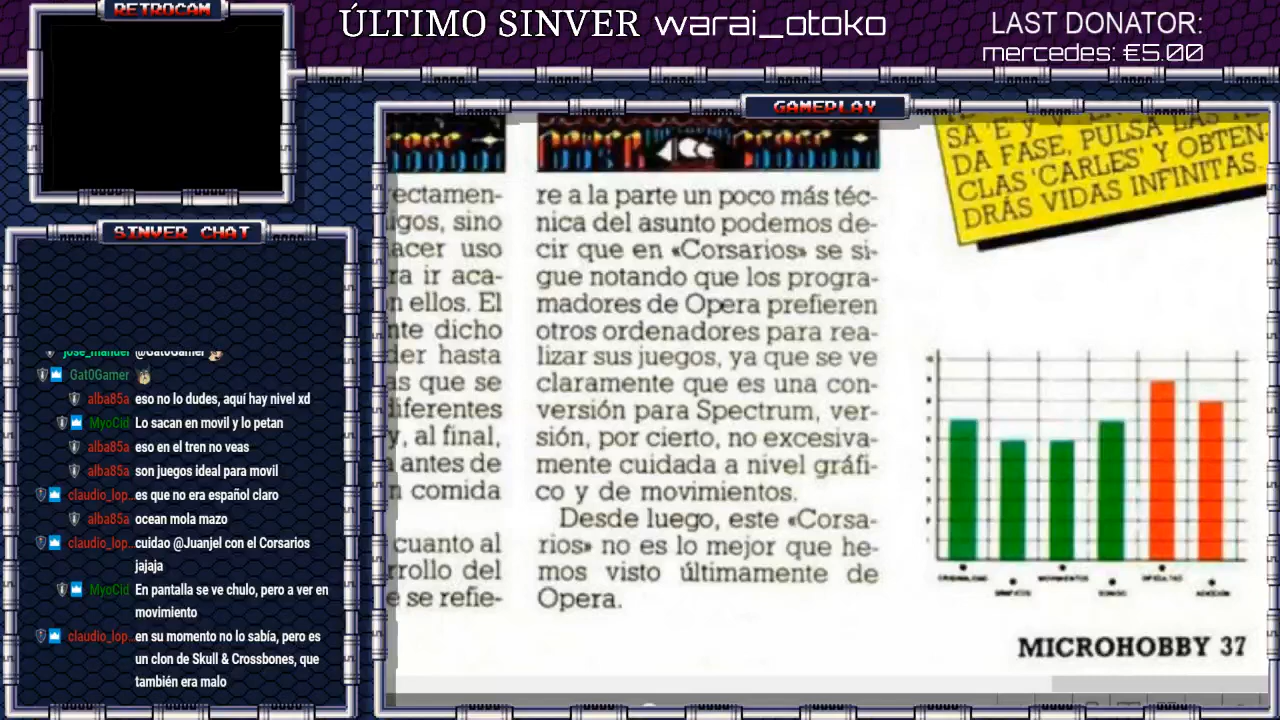 RETROCAM
ÚLTIMO SINVER warai_otoko
LAST DONATOR:
mercedes: €5.00
GAMEPLAY
SINVER CHAT
jose_manuel @Gat0Gamer
Gat0Gamer
alba85a eso no lo dudes, aquí hay nivel xd
MyoCid Lo sacan en movil y lo petan
alba85a eso en el tren no veas
alba85a son juegos ideal para movil
claudio_lop.. es que no era español claro
alba85a ocean mola mazo
claudio_lop.. cuidao @Juanjel con el Corsarios
jajaja
MyoCid En pantalla se ve chulo, pero a ver en
movimiento
claudio_lop.. en su momento no lo sabía, pero es
un clon de Skull & Crossbones, que
también era malo
ectamen-
igos, sino
acer uso
ra ir aca-
n ellos. El
nte dicho
der hasta
as que se
diferentes
y, al final,
antes de
n comida
cuanto al
rrollo del
e se refie-
re a la parte un poco más téc-
nica del asunto podemos de-
cir que en «Corsarios» se si-
gue notando que los progra-
madores de Opera prefieren
otros ordenadores para rea-
lizar sus juegos, ya que se ve
claramente que es una con-
versión para Spectrum, ver-
sión, por cierto, no excesiva-
mente cuidada a nivel gráfi-
co y de movimientos.
Desde luego, este «Corsa-
rios» no es lo mejor que he-
mos visto últimamente de
Opera.
DA FASE, PULSA LAS TE-
CLAS 'CARLES' Y OBTEN-
DRÁS VIDAS INFINITAS.
ORIGINALIDAD
GRÁFICOS
MOVIMIENTOS
SONIDO
DIFICULTAD
ADICCIÓN
MICROHOBBY 37